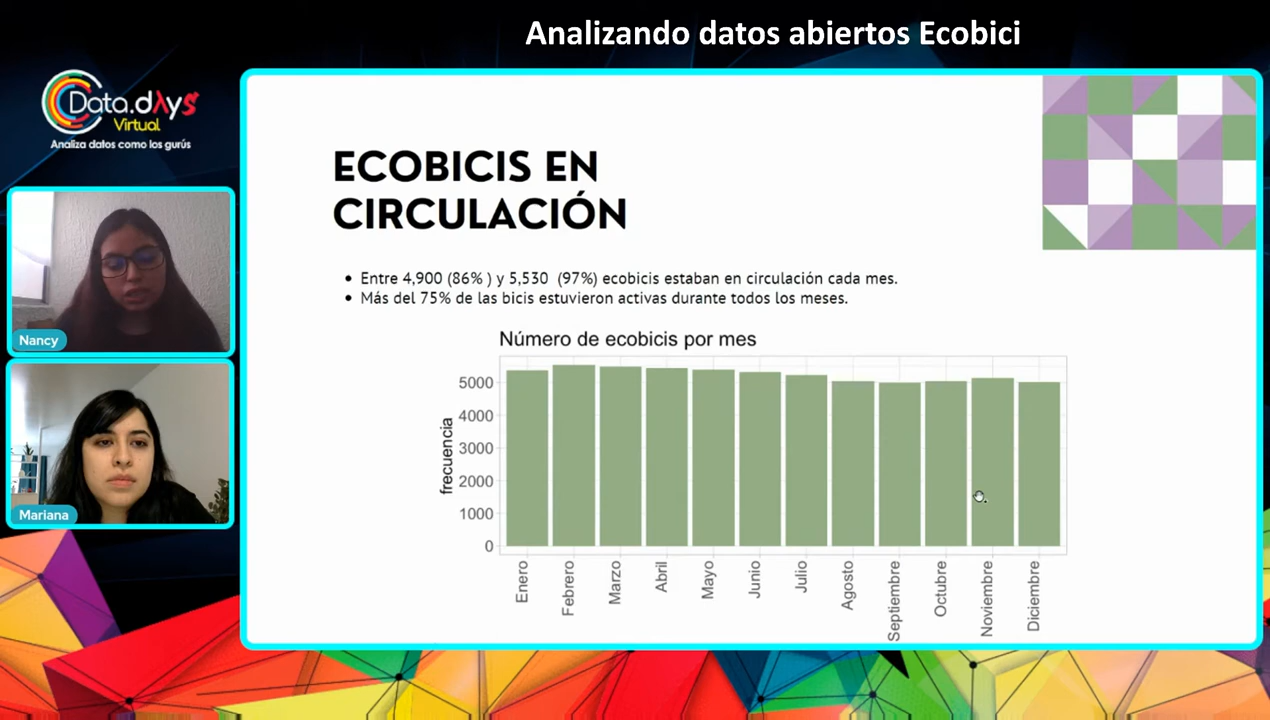 Analizando datos abiertos Ecobici
Data.dAys
Virtual
Analiza datos como los gurús
Nancy
Mariana
ECOBICIS EN
CIRCULACIÓN
• Entre 4,900 (86% ) y 5,530 (97%) ecobicis estaban en circulación cada mes.
• Más del 75% de las bicis estuvieron activas durante todos los meses.
Número de ecobicis por mes
frecuencia
5000
4000
3000
2000
1000
0
Enero
Febrero
Marzo
Abril
Mayo
Junio
Julio
Agosto
Septiembre
Octubre
Noviembre
Diciembre